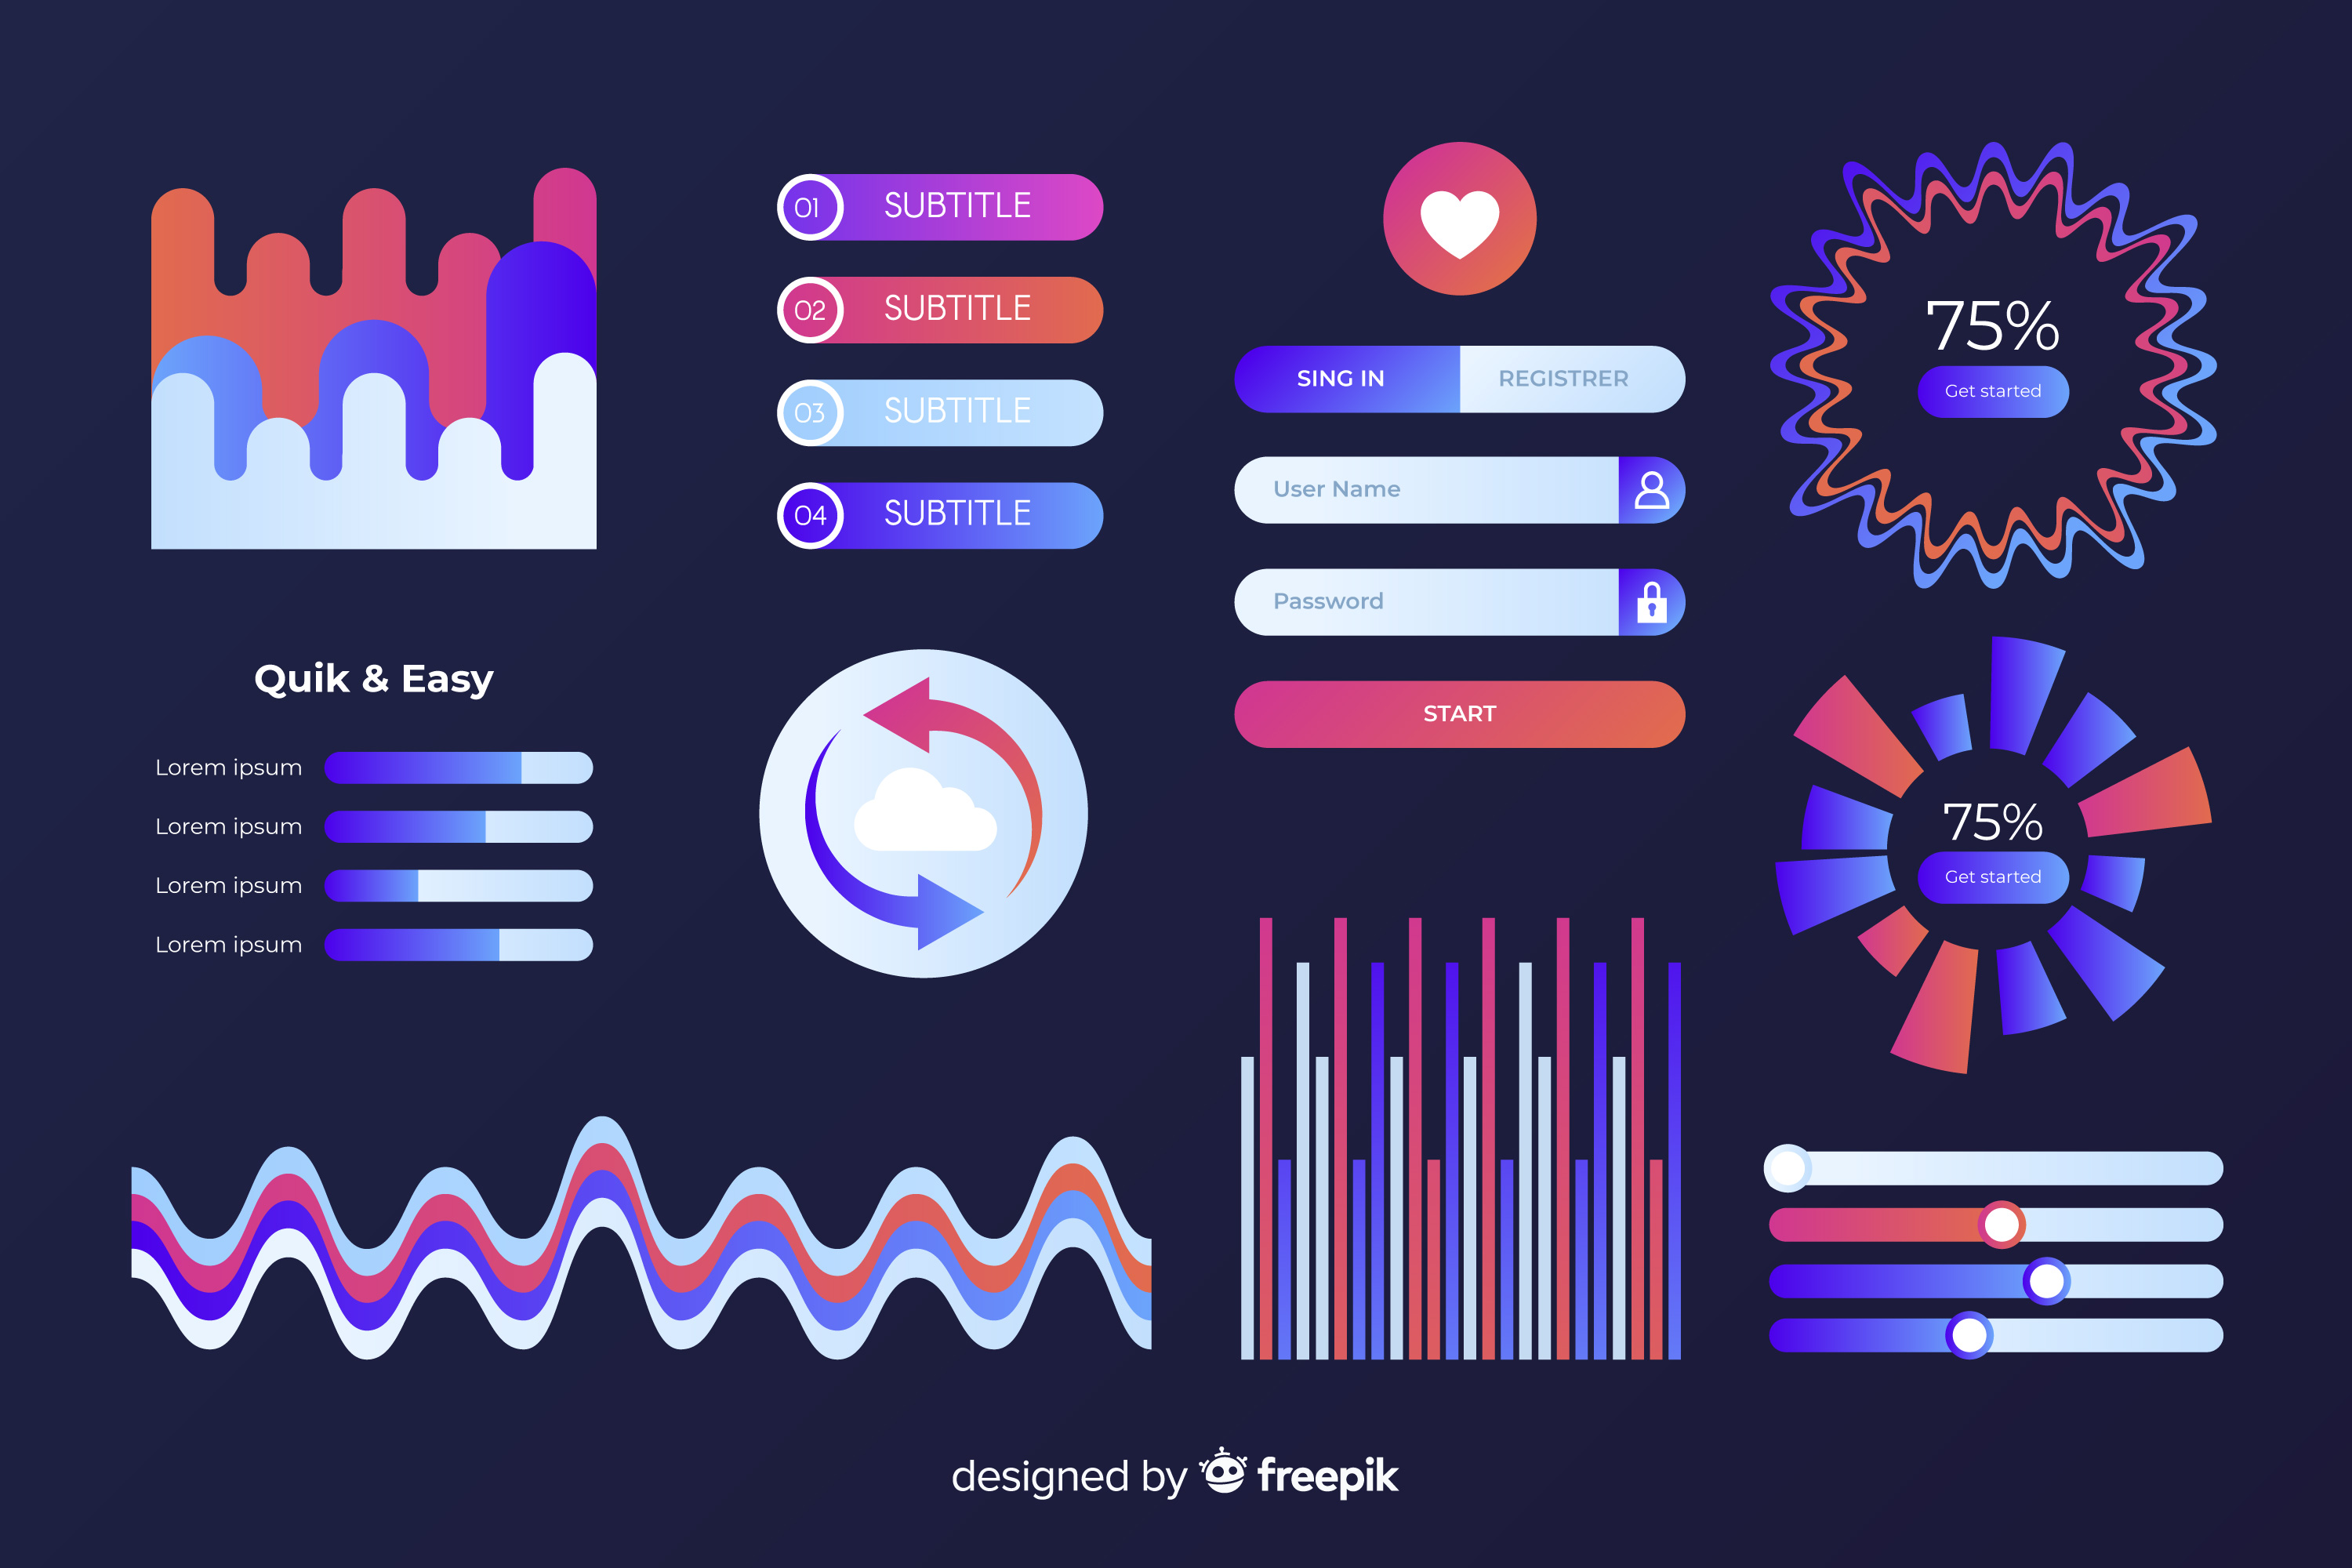 01 SUBTITLE
02 SUBTITLE
03 SUBTITLE
04 SUBTITLE
SING IN REGISTRER
User Name
Password
START
75%
Get started
Quik & Easy
Lorem ipsum
Lorem ipsum
Lorem ipsum
Lorem ipsum
75%
Get started
designed by freepik